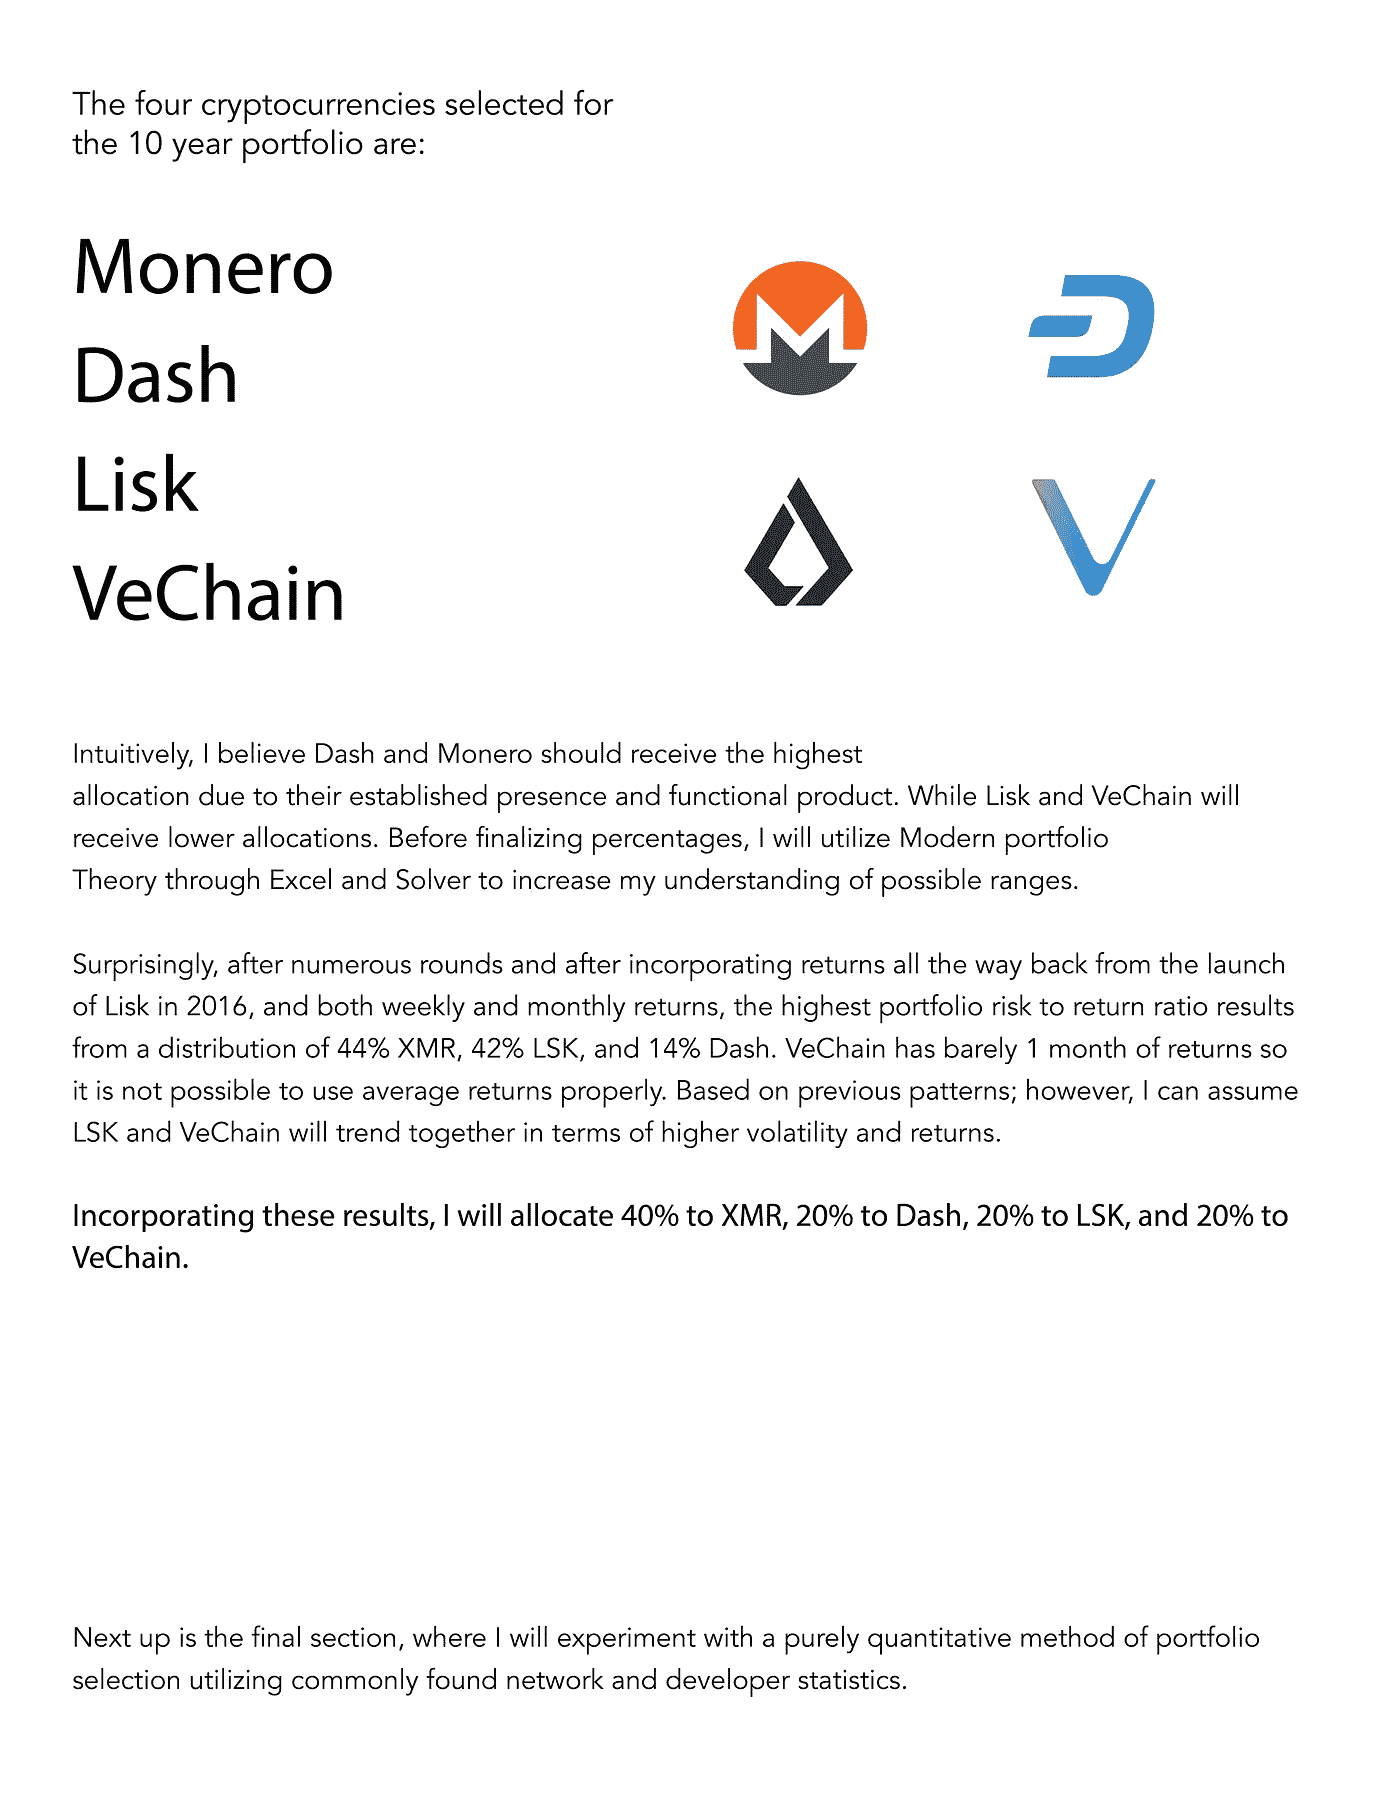 The four cryptocurrencies selected for
the 10 year portfolio are:
Monero
Dash
Lisk
VeChain
Intuitively, I believe Dash and Monero should receive the highest
allocation due to their established presence and functional product. While Lisk and VeChain will
receive lower allocations. Before finalizing percentages, I will utilize Modern portfolio
Theory through Excel and Solver to increase my understanding of possible ranges.
Surprisingly, after numerous rounds and after incorporating returns all the way back from the launch
of Lisk in 2016, and both weekly and monthly returns, the highest portfolio risk to return ratio results
from a distribution of 44% XMR, 42% LSK, and 14% Dash. VeChain has barely 1 month of returns so
it is not possible to use average returns properly. Based on previous patterns; however, I can assume
LSK and VeChain will trend together in terms of higher volatility and returns.
Incorporating these results, I will allocate 40% to XMR, 20% to Dash, 20% to LSK, and 20% to
VeChain.
Next up is the final section, where I will experiment with a purely quantitative method of portfolio
selection utilizing commonly found network and developer statistics.